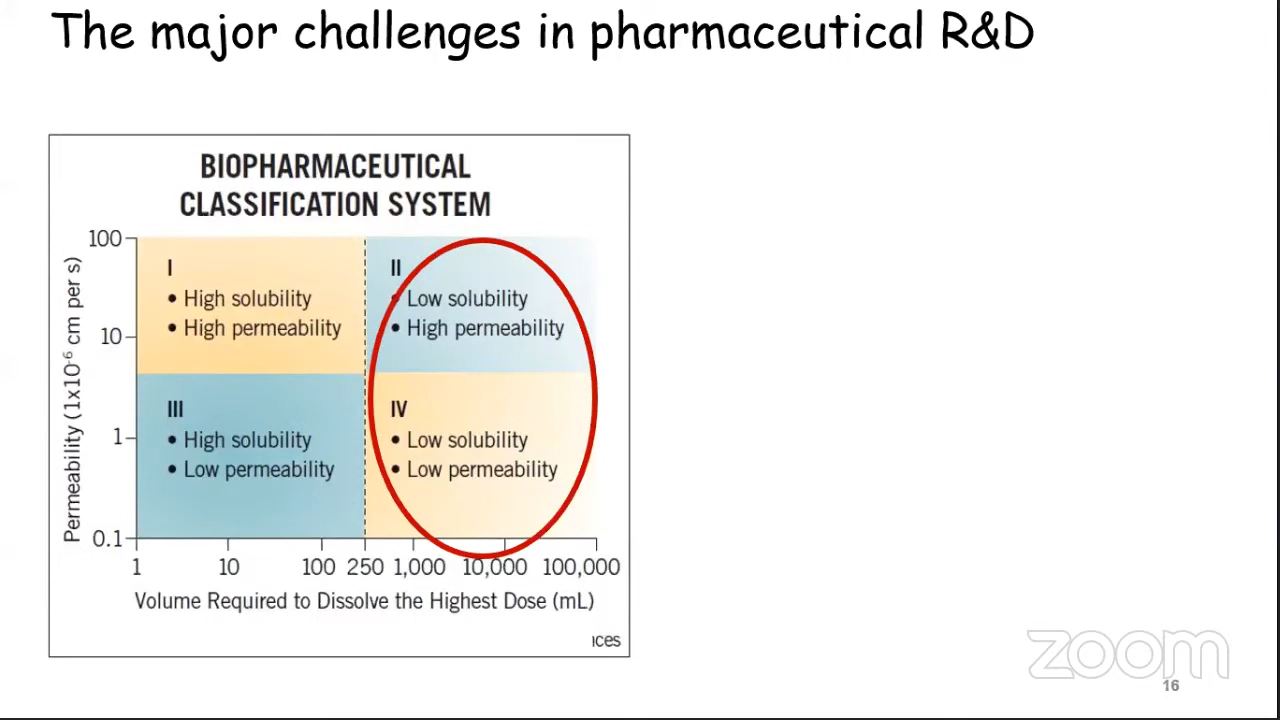 The major challenges in pharmaceutical R&D
BIOPHARMACEUTICAL
CLASSIFICATION SYSTEM
Permeability (1x10⁻⁶ cm per s)
100
10
1
0.1
I
• High solubility
• High permeability
II
• Low solubility
• High permeability
III
• High solubility
• Low permeability
IV
• Low solubility
• Low permeability
1 10 100 250 1,000 10,000 100,000
Volume Required to Dissolve the Highest Dose (mL)
ices
zoom
16